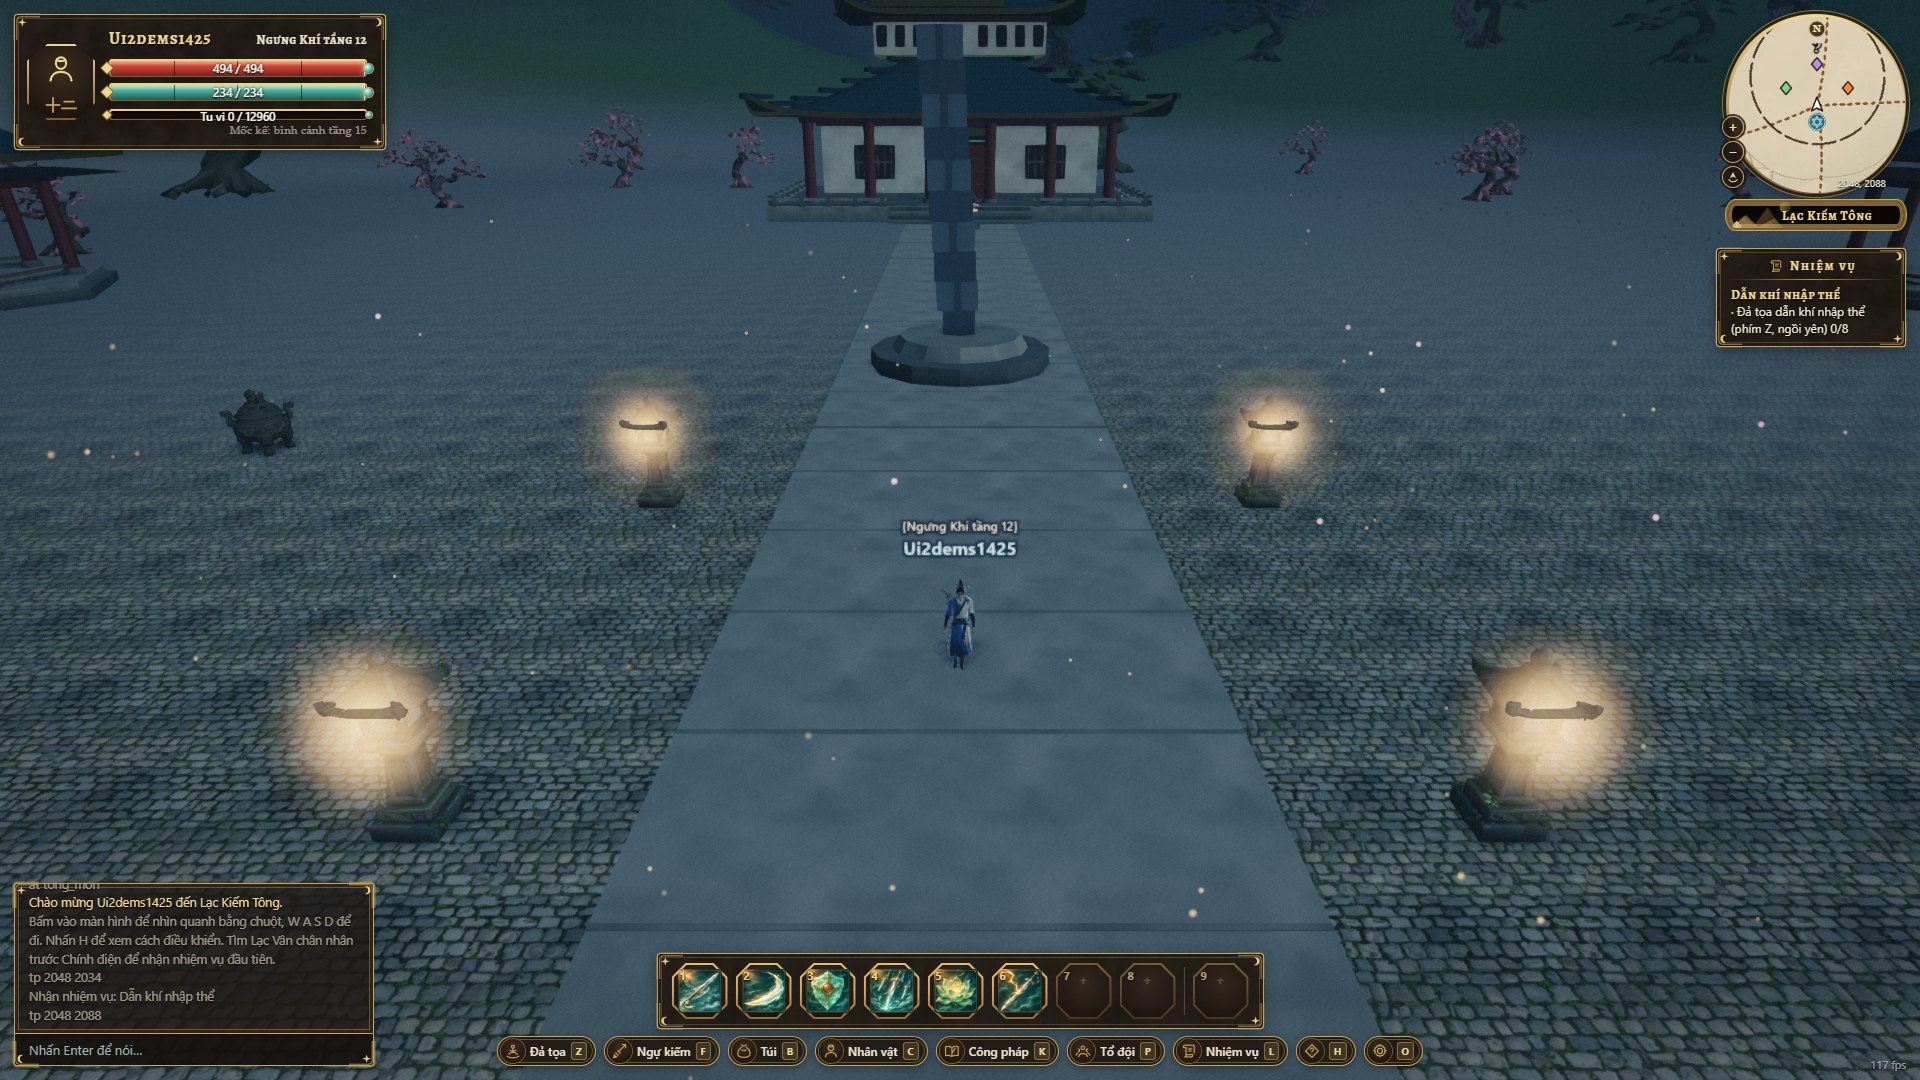 Ui2dems1425
Ngưng Khí tầng 12
494 / 494
234 / 234
Tu vi 0 / 12960
Mốc kế: bình cảnh tầng 15
N
+
−
2048, 2088
Lạc Kiếm Tông
Nhiệm vụ
Dẫn khí nhập thể
· Đả tọa dẫn khí nhập thể
(phím Z, ngồi yên) 0/8
[Ngưng Khí tầng 12]
Ui2dems1425
at tong_mon
Chào mừng Ui2dems1425 đến Lạc Kiếm Tông.
Bấm vào màn hình để nhìn quanh bằng chuột, W A S D để
đi. Nhấn H để xem cách điều khiển. Tìm Lạc Vân chân nhân
trước Chính điện để nhận nhiệm vụ đầu tiên.
tp 2048 2034
Nhận nhiệm vụ: Dẫn khí nhập thể
tp 2048 2088
Nhấn Enter để nói...
1 2 3 4 5 6 7 8 9
Đả tọa Z Ngự kiếm F Túi B Nhân vật C Công pháp K Tổ đội P Nhiệm vụ L H O
117 fps